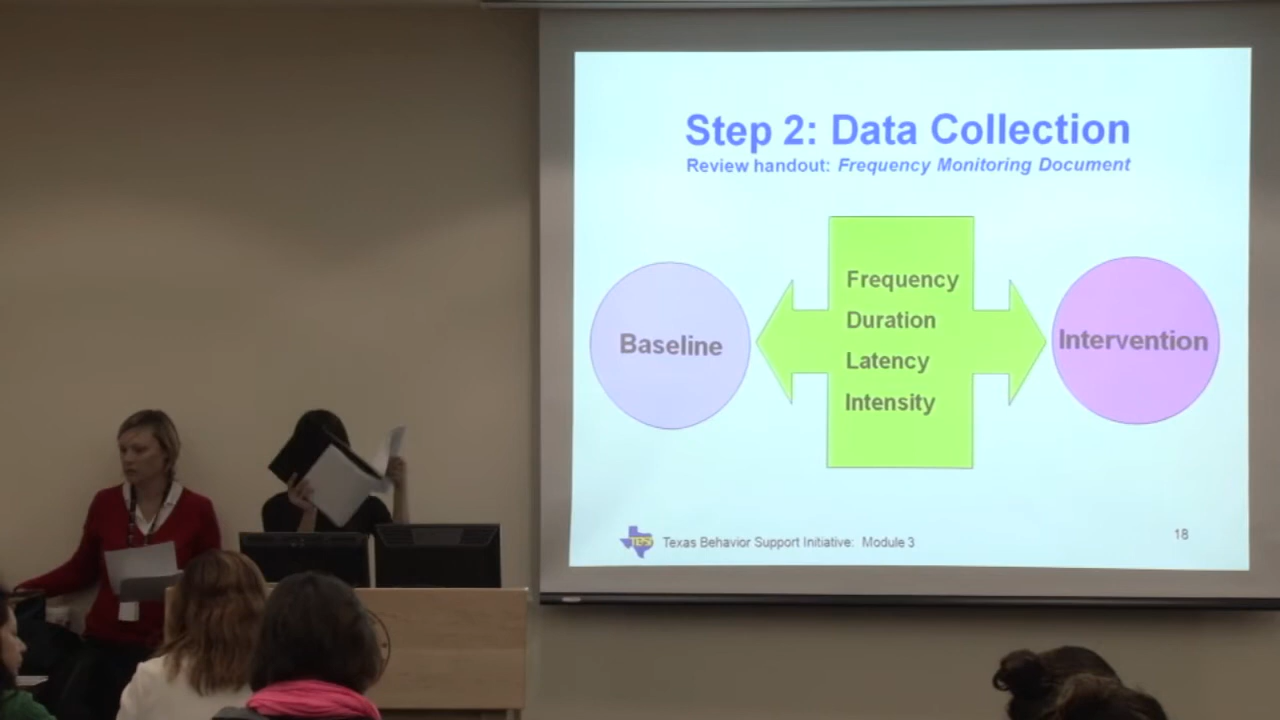 Step 2: Data Collection
Review handout: Frequency Monitoring Document
Baseline
Frequency
Duration
Latency
Intensity
Intervention
Texas Behavior Support Initiative: Module 3
18